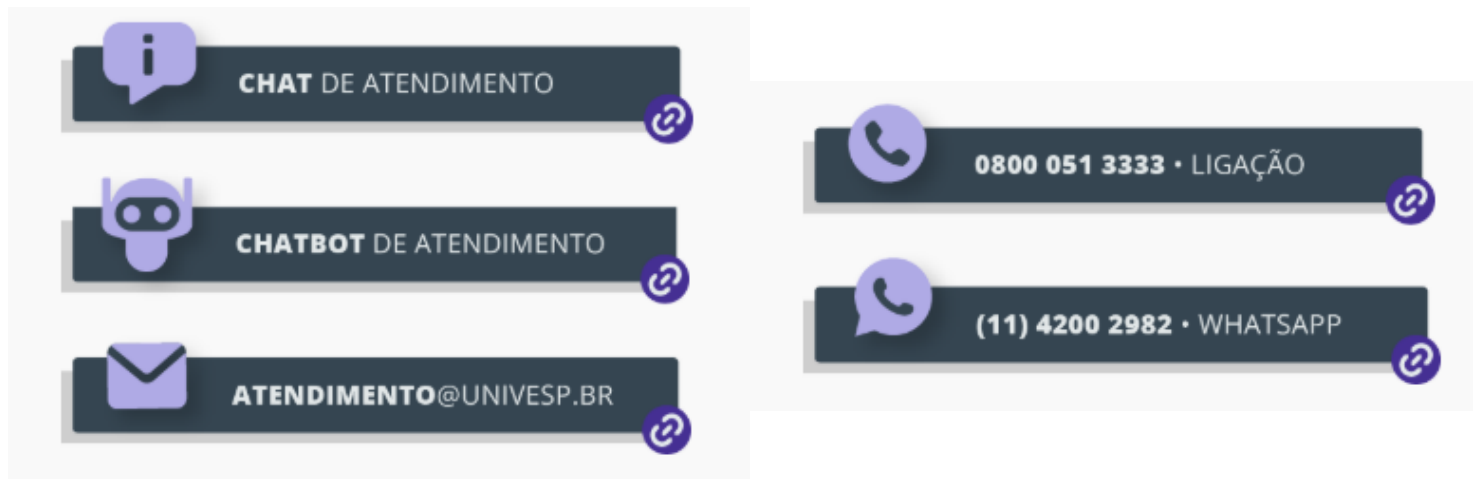 CHAT DE ATENDIMENTO
CHATBOT DE ATENDIMENTO
ATENDIMENTO@UNIVESP.BR
0800 051 3333 • LIGAÇÃO
(11) 4200 2982 • WHATSAPP